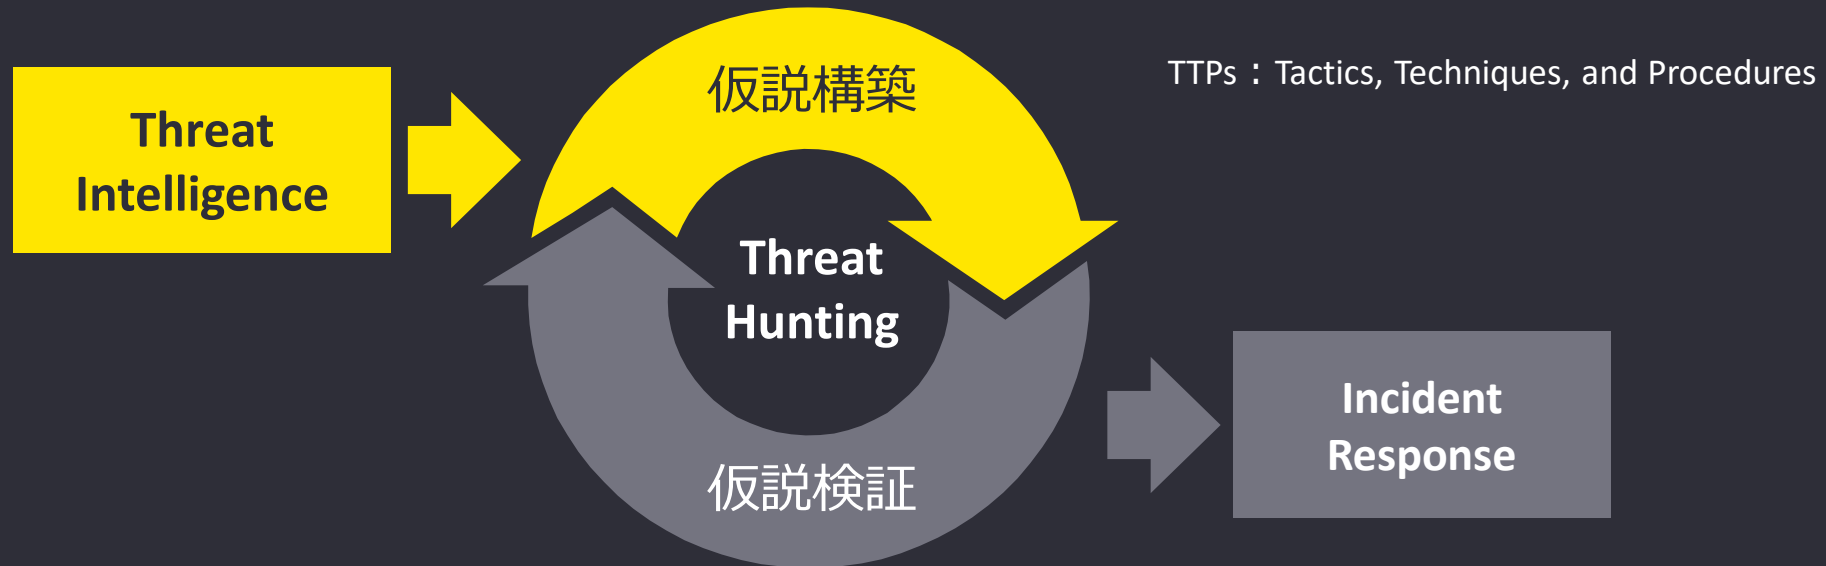 Threat
Intelligence
仮説構築
TTPs：Tactics, Techniques, and Procedures
Threat
Hunting
仮説検証
Incident
Response